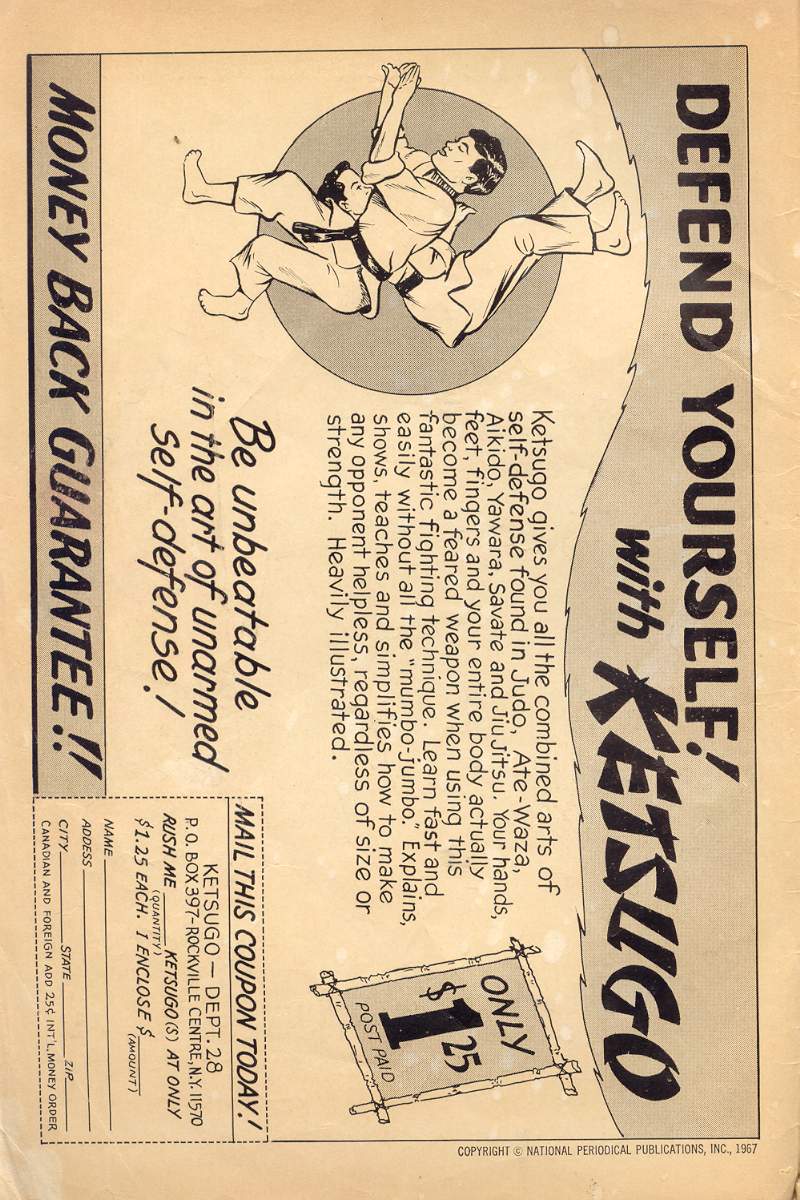 DEFEND YOURSELF!
with KETSUGO
Ketsugo gives you all the combined arts of
self-defense found in Judo, Ate-Waza,
Aikido, Yawara, Savate and JiuJitsu. Your hands,
feet, fingers and your entire body actually
become a feared weapon when using this
fantastic fighting technique. Learn fast and
easily without all the "mumbo-jumbo." Explains,
shows, teaches and simplifies how to make
any opponent helpless, regardless of size or
strength. Heavily illustrated.
Be unbeatable
in the art of unarmed
self-defense!
ONLY
$1 25
POST PAID
MONEY BACK GUARANTEE!!
MAIL THIS COUPON TODAY!
KETSUGO — DEPT. 28
P.O. BOX 397-ROCKVILLE CENTRE, N.Y. 11570
RUSH ME ____ KETSUGO(S) AT ONLY
(QUANTITY)
$1.25 EACH. I ENCLOSE $____
(AMOUNT)
NAME
ADDESS
CITY STATE ZIP
CANADIAN AND FOREIGN ADD 25¢ INT'L. MONEY ORDER
COPYRIGHT © NATIONAL PERIODICAL PUBLICATIONS, INC., 1967